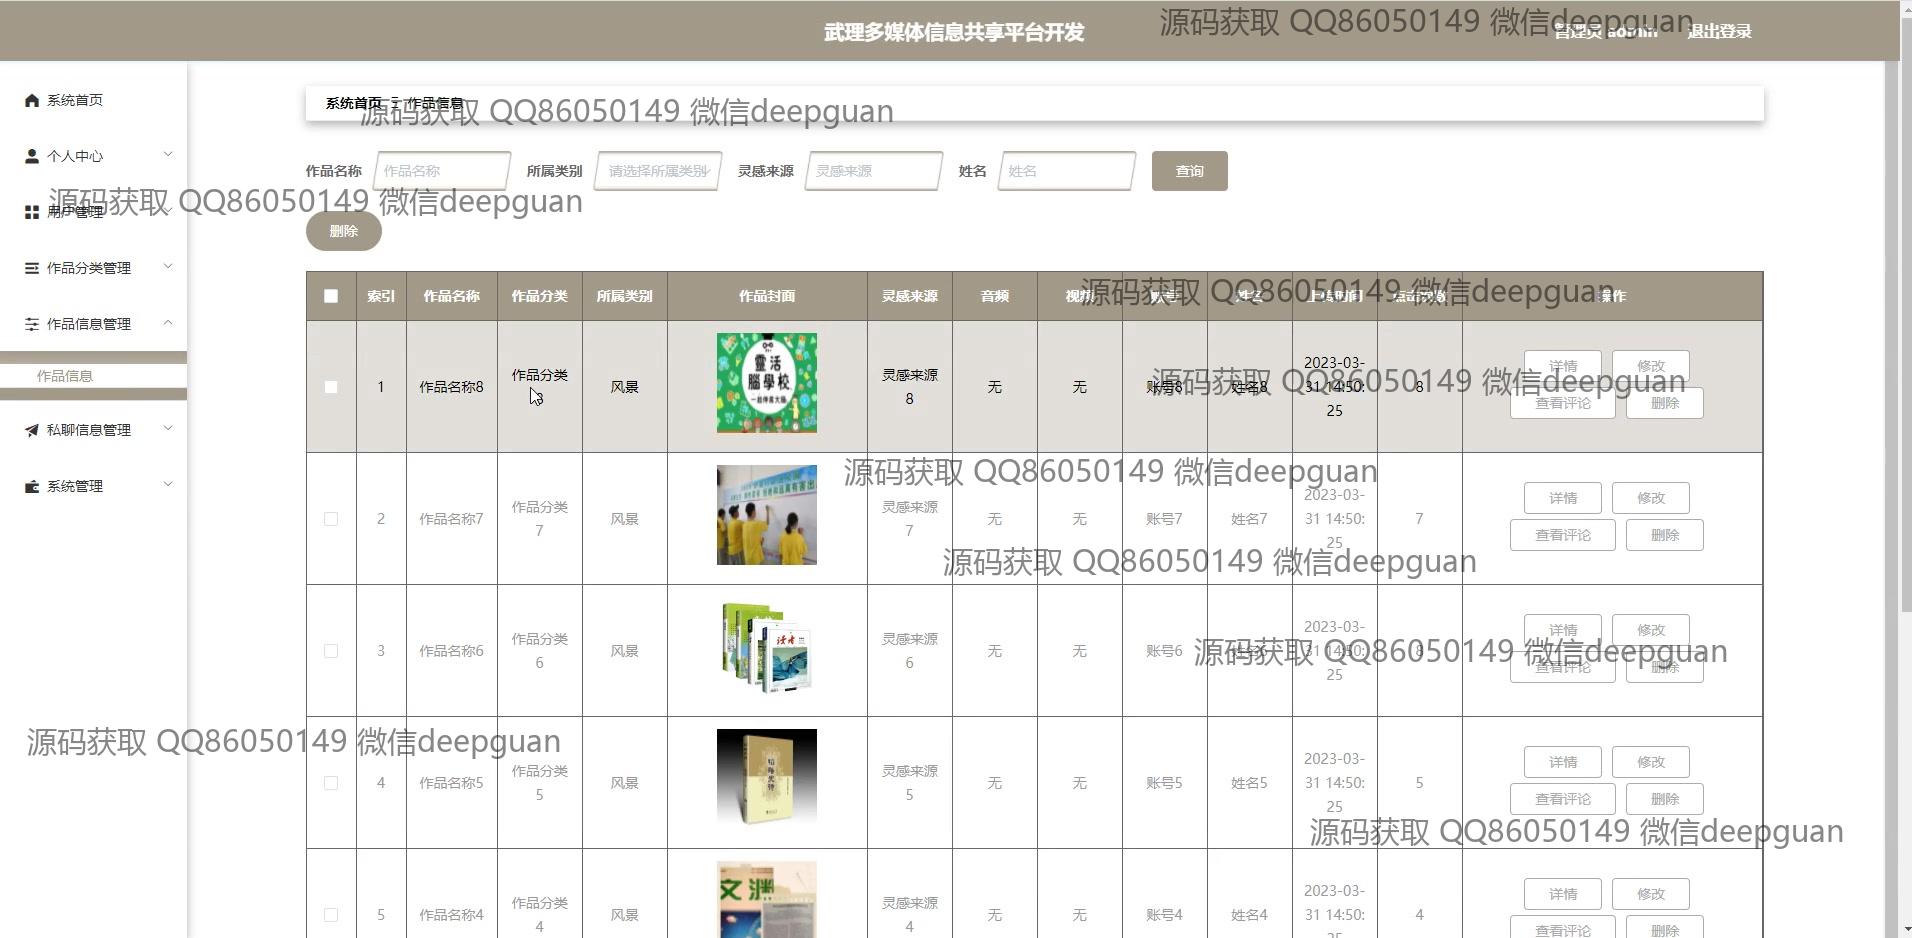 武理多媒体信息共享平台开发
源码获取 QQ86050149 微信deepguan
管理员 admin
退出登录
系统首页
个人中心
用户管理
作品分类管理
作品信息管理
作品信息
私聊信息管理
系统管理
系统首页
作品信息
源码获取 QQ86050149 微信deepguan
作品名称 作品名称 所属类别 请选择所属类别 灵感来源 灵感来源 姓名 姓名 查询
源码获取 QQ86050149 微信deepguan
删除
索引 作品名称 作品分类 所属类别 作品封面 灵感来源 音频 视频 账号 姓名 上传时间 点击次数 操作
源码获取 QQ86050149 微信deepguan
1 作品名称8 作品分类8 风景 灵感来源8 无 无 账号8 姓名8 2023-03-31 14:50:25 8 详情 修改 查看评论 删除
靈活
腦學校
源码获取 QQ86050149 微信deepguan
源码获取 QQ86050149 微信deepguan
2 作品名称7 作品分类7 风景 灵感来源7 无 无 账号7 姓名7 2023-03-31 14:50:25 7 详情 修改 查看评论 删除
源码获取 QQ86050149 微信deepguan
3 作品名称6 作品分类6 风景 灵感来源6 无 无 账号6 姓名6 2023-03-31 14:50:25 8 详情 修改 查看评论 删除
读者
源码获取 QQ86050149 微信deepguan
源码获取 QQ86050149 微信deepguan
4 作品名称5 作品分类5 风景 灵感来源5 无 无 账号5 姓名5 2023-03-31 14:50:25 5 详情 修改 查看评论 删除
源码获取 QQ86050149 微信deepguan
5 作品名称4 作品分类4 风景 灵感来源4 无 无 账号4 姓名4 2023-03-31 14:50:25 4 详情 修改 查看评论 删除
文渊